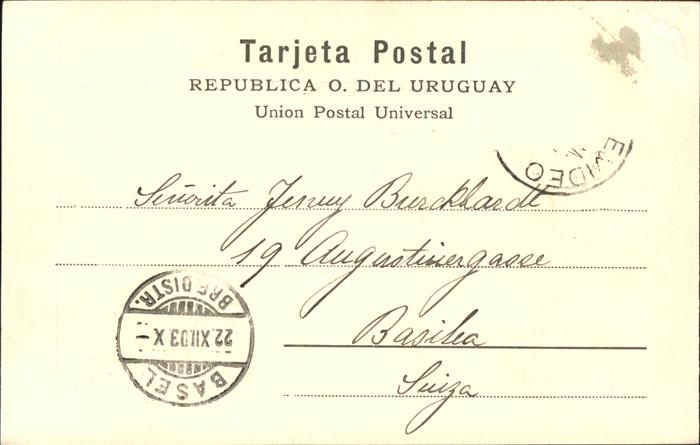 Tarjeta Postal
REPUBLICA O. DEL URUGUAY
Union Postal Universal
EVIDEO
Señorita Jenny Burckhardt
19 Augustinergasse
Basilea
Suiza
BASEL
22.XII.03.X-
BRF.DISTR.